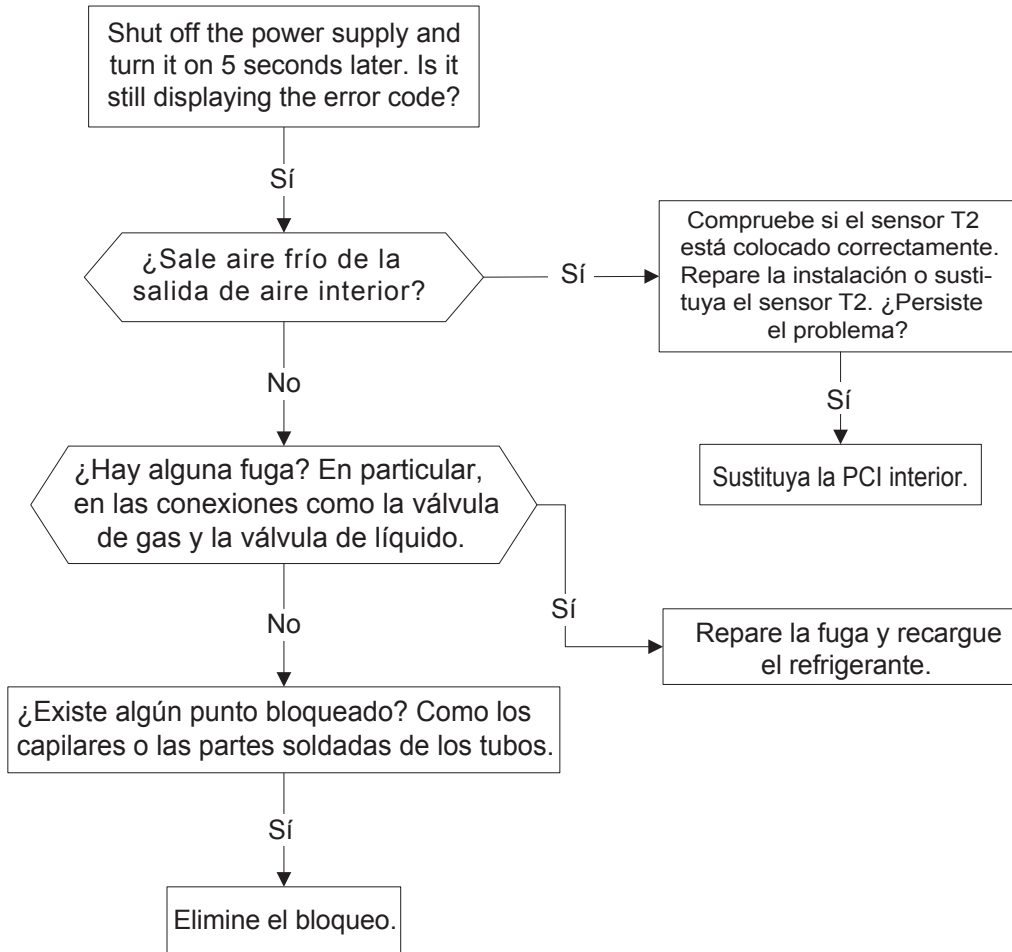 Shut off the power supply and
turn it on 5 seconds later. Is it
still displaying the error code?
Sí
¿Sale aire frío de la
salida de aire interior?
Sí
Compruebe si el sensor T2
está colocado correctamente.
Repare la instalación o susti-
tuya el sensor T2. ¿Persiste
el problema?
No
Sí
¿Hay alguna fuga? En particular,
en las conexiones como la válvula
de gas y la válvula de líquido.
Sustituya la PCI interior.
Sí
No
Repare la fuga y recargue
el refrigerante.
¿Existe algún punto bloqueado? Como los
capilares o las partes soldadas de los tubos.
Sí
Elimine el bloqueo.